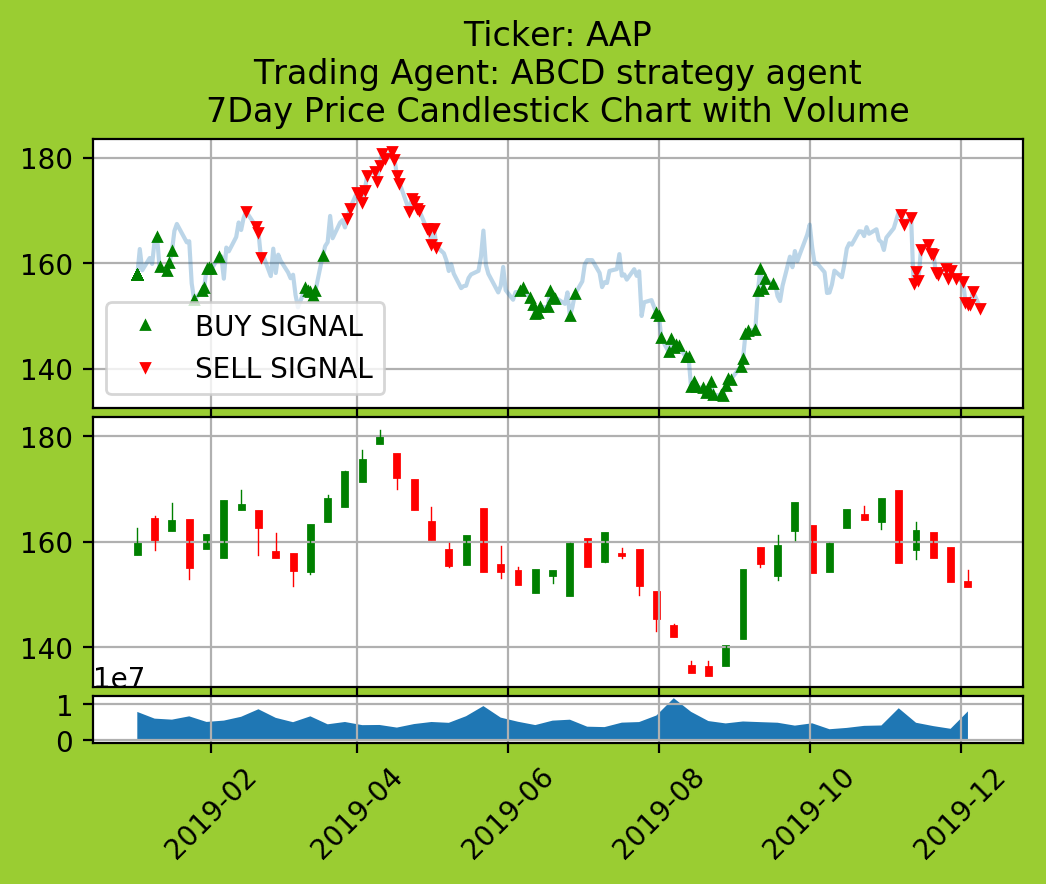 Ticker: AAP
Trading Agent: ABCD strategy agent
7Day Price Candlestick Chart with Volume
180
160
140
BUY SIGNAL
SELL SIGNAL
180
160
140
1e7
1
0
2019-02
2019-04
2019-06
2019-08
2019-10
2019-12